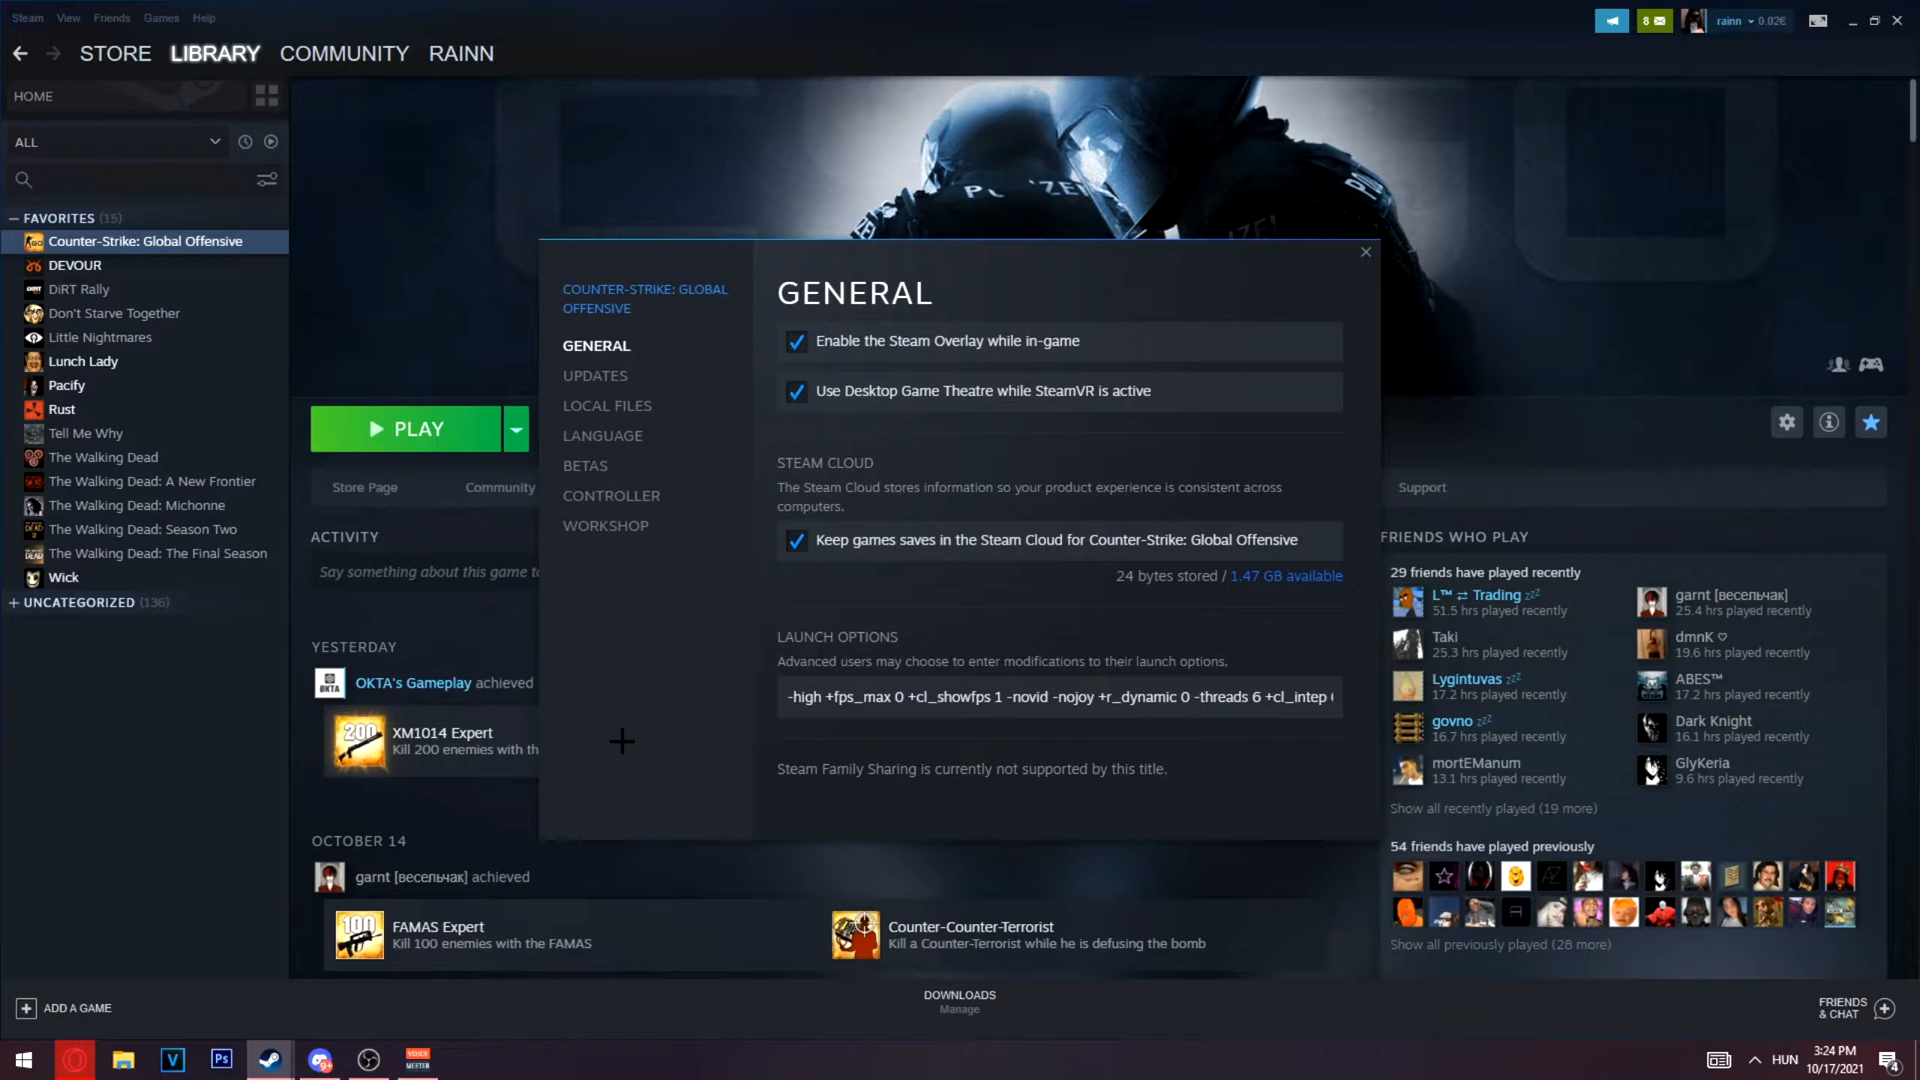 Steam View Friends Games Help
8
rainn 0.02€
STORE LIBRARY COMMUNITY RAINN
HOME
ALL
FAVORITES (15)
Counter-Strike: Global Offensive
DEVOUR
DiRT Rally
Don't Starve Together
Little Nightmares
Lunch Lady
Pacify
Rust
Tell Me Why
The Walking Dead
The Walking Dead: A New Frontier
The Walking Dead: Michonne
The Walking Dead: Season Two
The Walking Dead: The Final Season
Wick
UNCATEGORIZED (136)
PLAY
Store Page Community
ACTIVITY
Say something about this game to
YESTERDAY
OKTA's Gameplay achieved
OKTA
200
XM1014 Expert
Kill 200 enemies with the
OCTOBER 14
garnt [весельчак] achieved
100
FAMAS Expert
Kill 100 enemies with the FAMAS
Counter-Counter-Terrorist
Kill a Counter-Terrorist while he is defusing the bomb
COUNTER-STRIKE: GLOBAL
OFFENSIVE
GENERAL
UPDATES
LOCAL FILES
LANGUAGE
BETAS
CONTROLLER
WORKSHOP
GENERAL
Enable the Steam Overlay while in-game
Use Desktop Game Theatre while SteamVR is active
STEAM CLOUD
The Steam Cloud stores information so your product experience is consistent across
computers.
Keep games saves in the Steam Cloud for Counter-Strike: Global Offensive
24 bytes stored / 1.47 GB available
LAUNCH OPTIONS
Advanced users may choose to enter modifications to their launch options.
-high +fps_max 0 +cl_showfps 1 -novid -nojoy +r_dynamic 0 -threads 6 +cl_intep
Steam Family Sharing is currently not supported by this title.
Support
FRIENDS WHO PLAY
29 friends have played recently
L™ ⇄ Trading zzZ
51.5 hrs played recently
garnt [весельчак]
25.4 hrs played recently
Taki
25.3 hrs played recently
dmnK ♡
19.6 hrs played recently
Lygintuvas zzZ
17.2 hrs played recently
ABES™
17.2 hrs played recently
govno zzZ
16.7 hrs played recently
Dark Knight
16.1 hrs played recently
mortEManum
13.1 hrs played recently
GlyKeria
9.6 hrs played recently
Show all recently played (19 more)
54 friends have played previously
Show all previously played (28 more)
ADD A GAME
DOWNLOADS
Manage
FRIENDS
& CHAT
V
Ps
9+
VOICE
MEETER
HUN
3:24 PM
10/17/2021
4